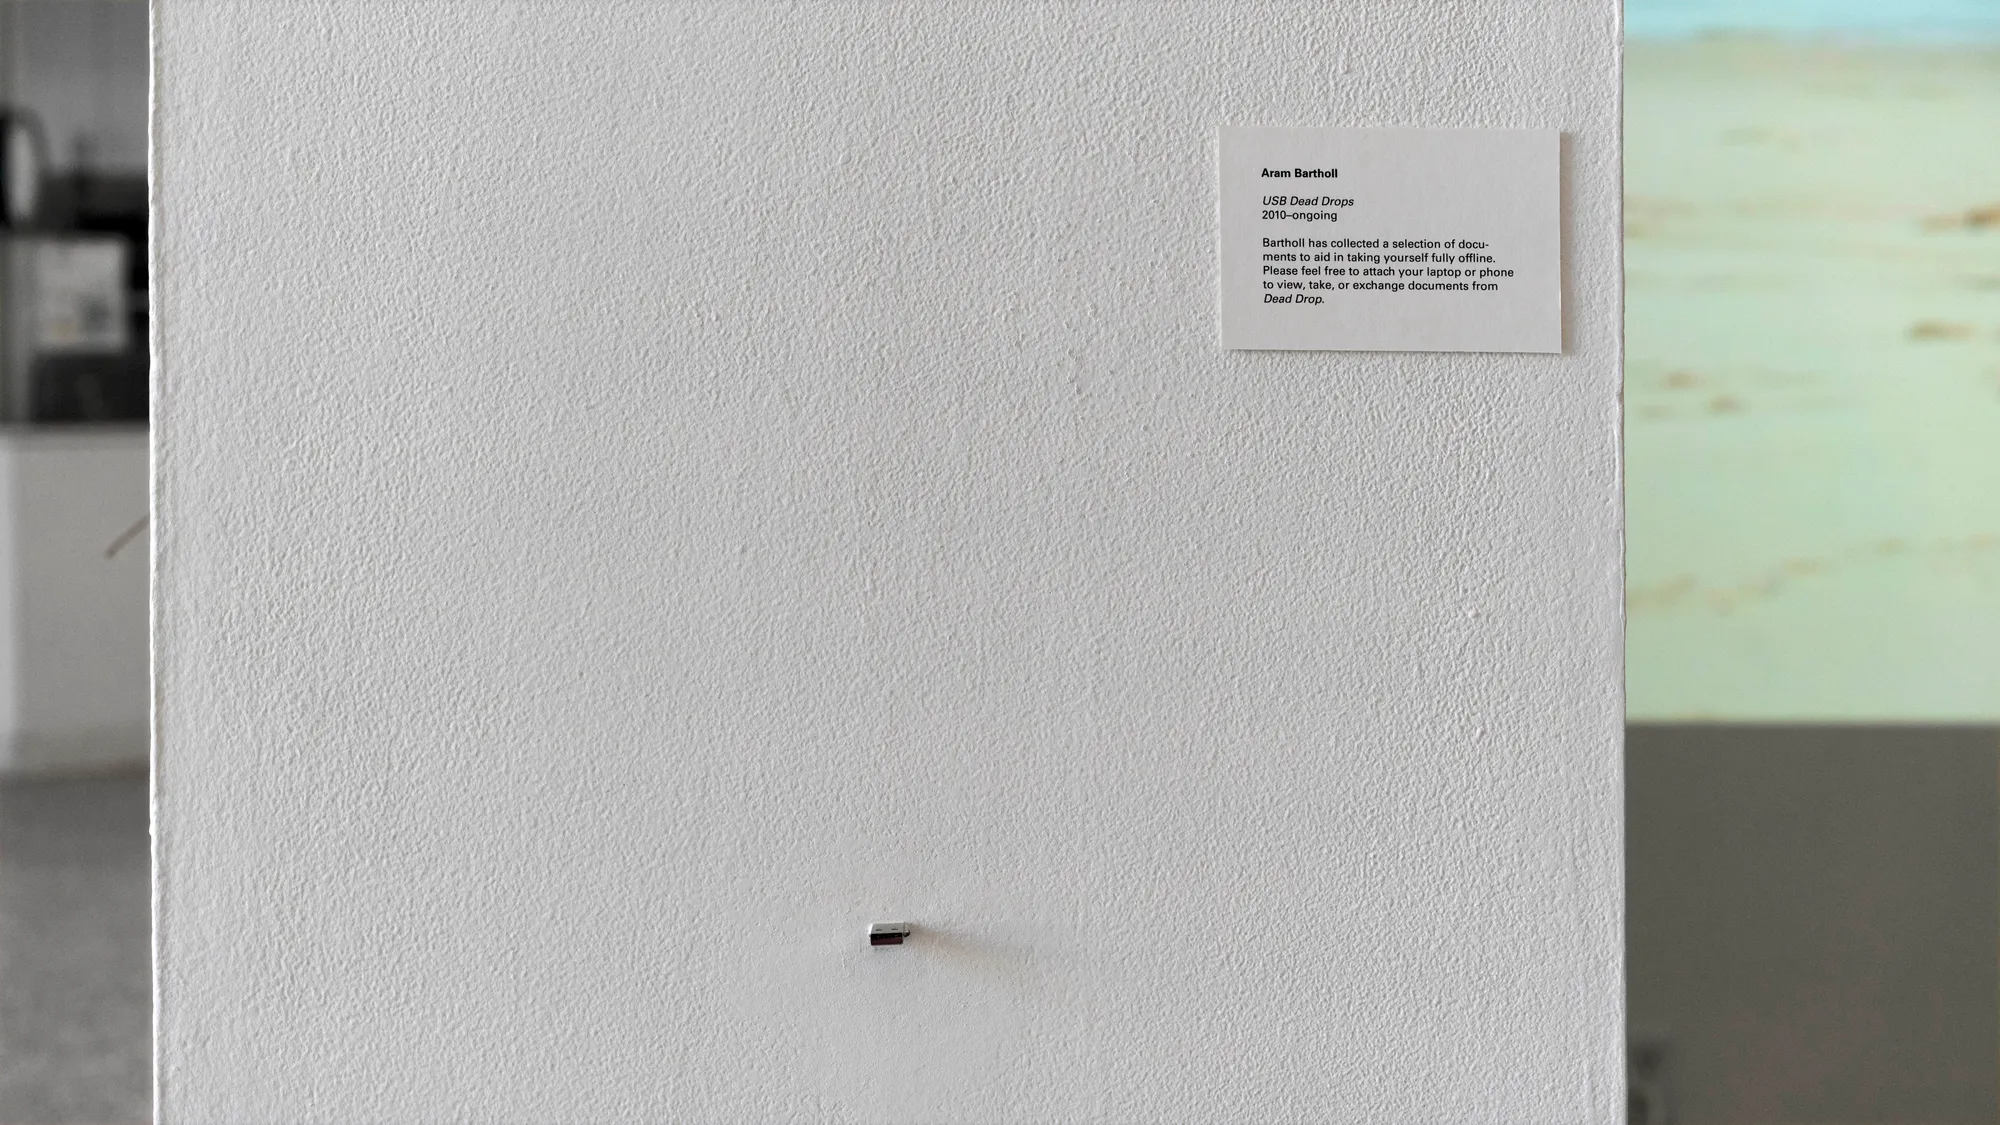 Aram Bartholl
USB Dead Drops
2010–ongoing
Bartholl has collected a selection of docu-
ments to aid in taking yourself fully offline.
Please feel free to attach your laptop or phone
to view, take, or exchange documents from
Dead Drop.